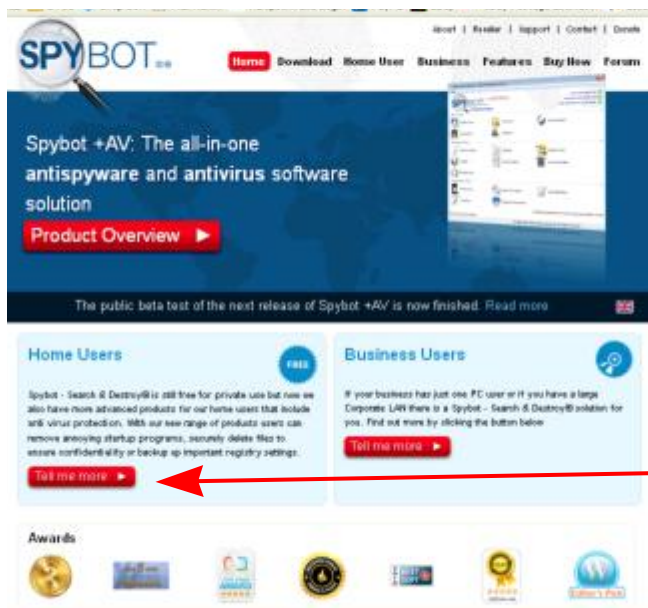 About | Reseller | Support | Contact | Donate
SPYBOT
Home Download Home User Business Features Buy Now Forum
Spybot +AV: The all-in-one
antispyware and antivirus software
solution
Product Overview
The public beta test of the next release of Spybot +AV is now finished. Read more
Home Users
FREE
Spybot - Search & Destroy® is still free for private use but now we
also have more advanced products for our home users that include
anti virus protection. With our new range of products users can
remove annoying startup programs, securely delete files to
ensure confidentiality or backup up important registry settings.
Tell me more
Business Users
If your business has just one PC user or if you have a large
Corporate LAN there is a Spybot - Search & Destroy® solution for
you. Find out more by clicking the button below
Tell me more
Awards
Editor's Pick